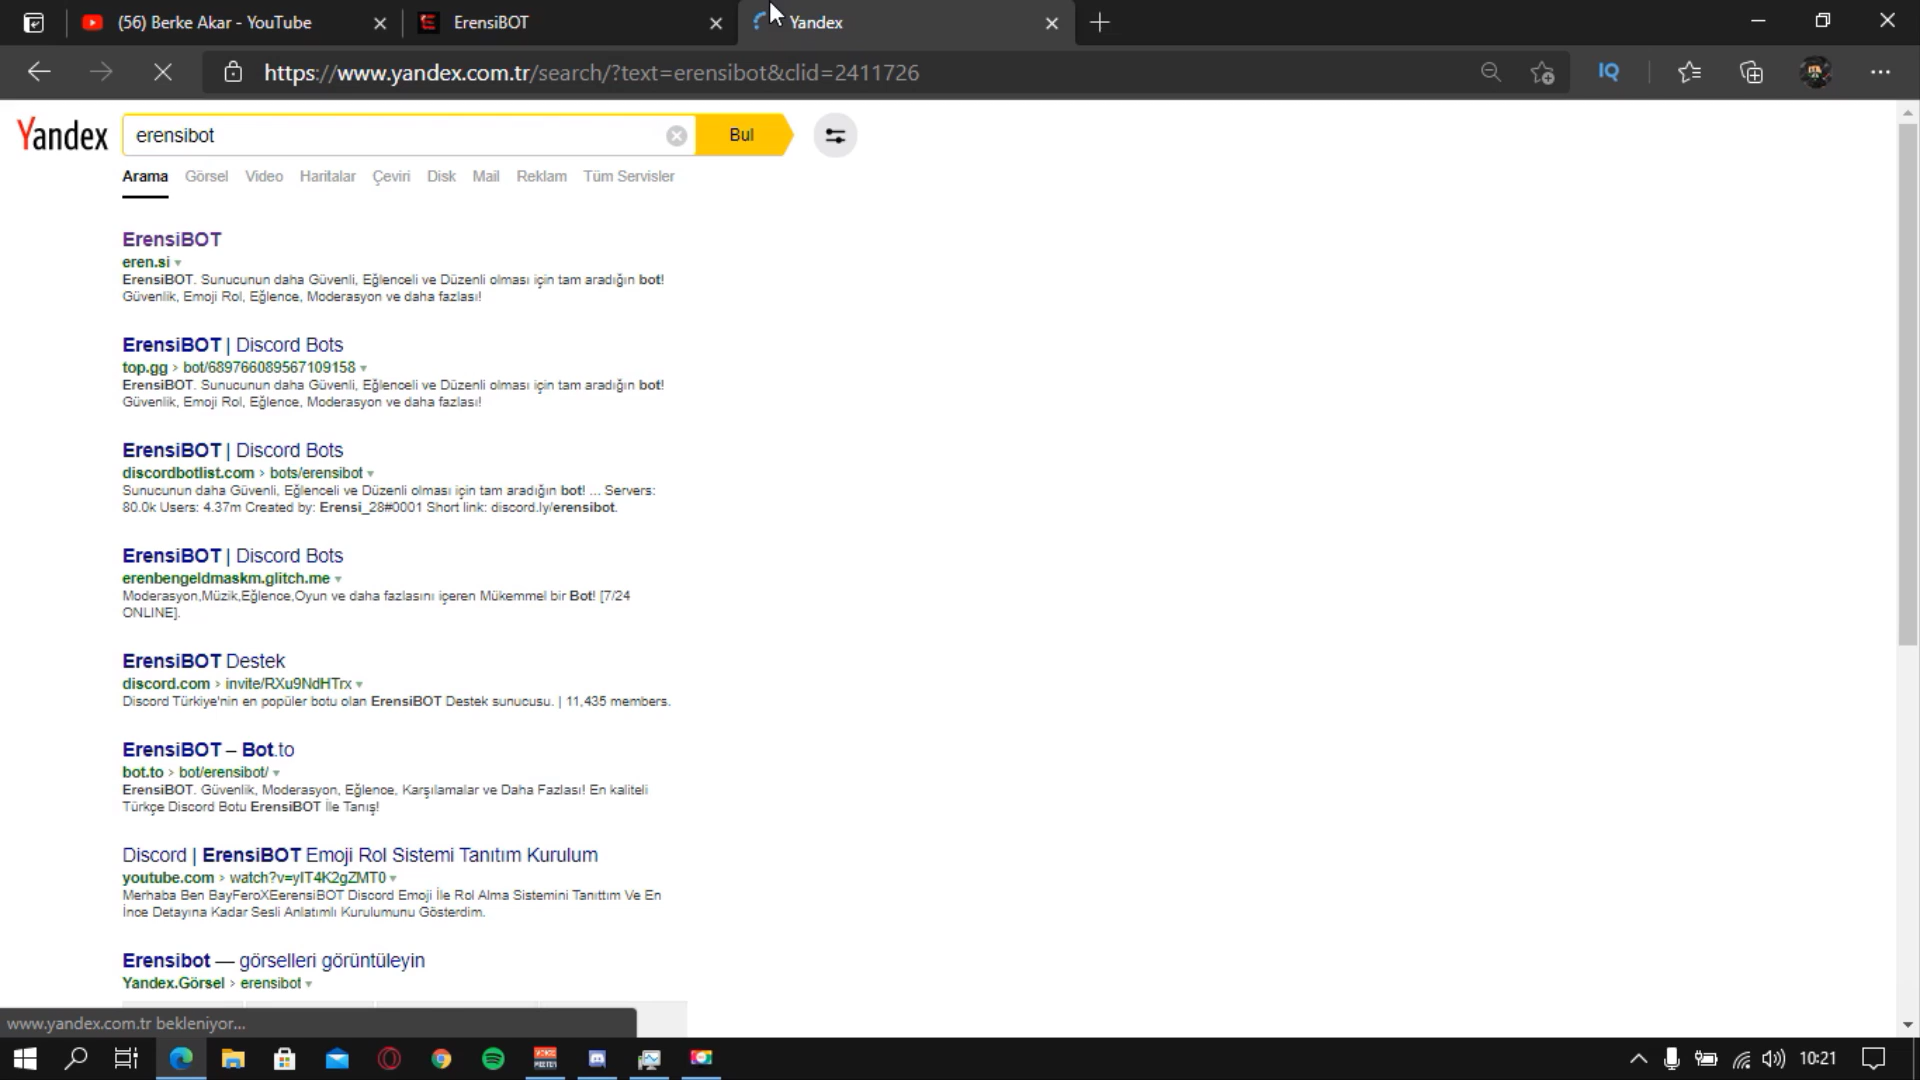 (56) Berke Akar - YouTube
ErensiBOT
Yandex
https://www.yandex.com.tr/search/?text=erensibot&clid=2411726
IQ
Yandex
erensibot
Bul
Arama Görsel Video Haritalar Çeviri Disk Mail Reklam Tüm Servisler
ErensiBOT
eren.si
ErensiBOT. Sunucunun daha Güvenli, Eğlenceli ve Düzenli olması için tam aradığın bot!
Güvenlik, Emoji Rol, Eğlence, Moderasyon ve daha fazlası!
ErensiBOT | Discord Bots
top.gg > bot/689766089567109158
ErensiBOT. Sunucunun daha Güvenli, Eğlenceli ve Düzenli olması için tam aradığın bot!
Güvenlik, Emoji Rol, Eğlence, Moderasyon ve daha fazlası!
ErensiBOT | Discord Bots
discordbotlist.com > bots/erensibot
Sunucunun daha Güvenli, Eğlenceli ve Düzenli olması için tam aradığın bot! ... Servers:
80.0k Users: 4.37m Created by: Erensi_28#0001 Short link: discord.ly/erensibot.
ErensiBOT | Discord Bots
erenbengeldmaskm.glitch.me
Moderasyon,Müzik,Eğlence,Oyun ve daha fazlasını içeren Mükemmel bir Bot! [7/24
ONLINE].
ErensiBOT Destek
discord.com > invite/RXu9NdHTrx
Discord Türkiye'nin en popüler botu olan ErensiBOT Destek sunucusu. | 11,435 members.
ErensiBOT – Bot.to
bot.to > bot/erensibot/
ErensiBOT. Güvenlik, Moderasyon, Eğlence, Karşılamalar ve Daha Fazlası! En kaliteli
Türkçe Discord Botu ErensiBOT İle Tanış!
Discord | ErensiBOT Emoji Rol Sistemi Tanıtım Kurulum
youtube.com > watch?v=yIT4K2gZMT0
Merhaba Ben BayFeroXEerensiBOT Discord Emoji İle Rol Alma Sistemini Tanıttım Ve En
İnce Detayına Kadar Sesli Anlatımlı Kurulumunu Gösterdim.
Erensibot — görselleri görüntüleyin
Yandex.Görsel > erensibot
www.yandex.com.tr bekleniyor...
10:21